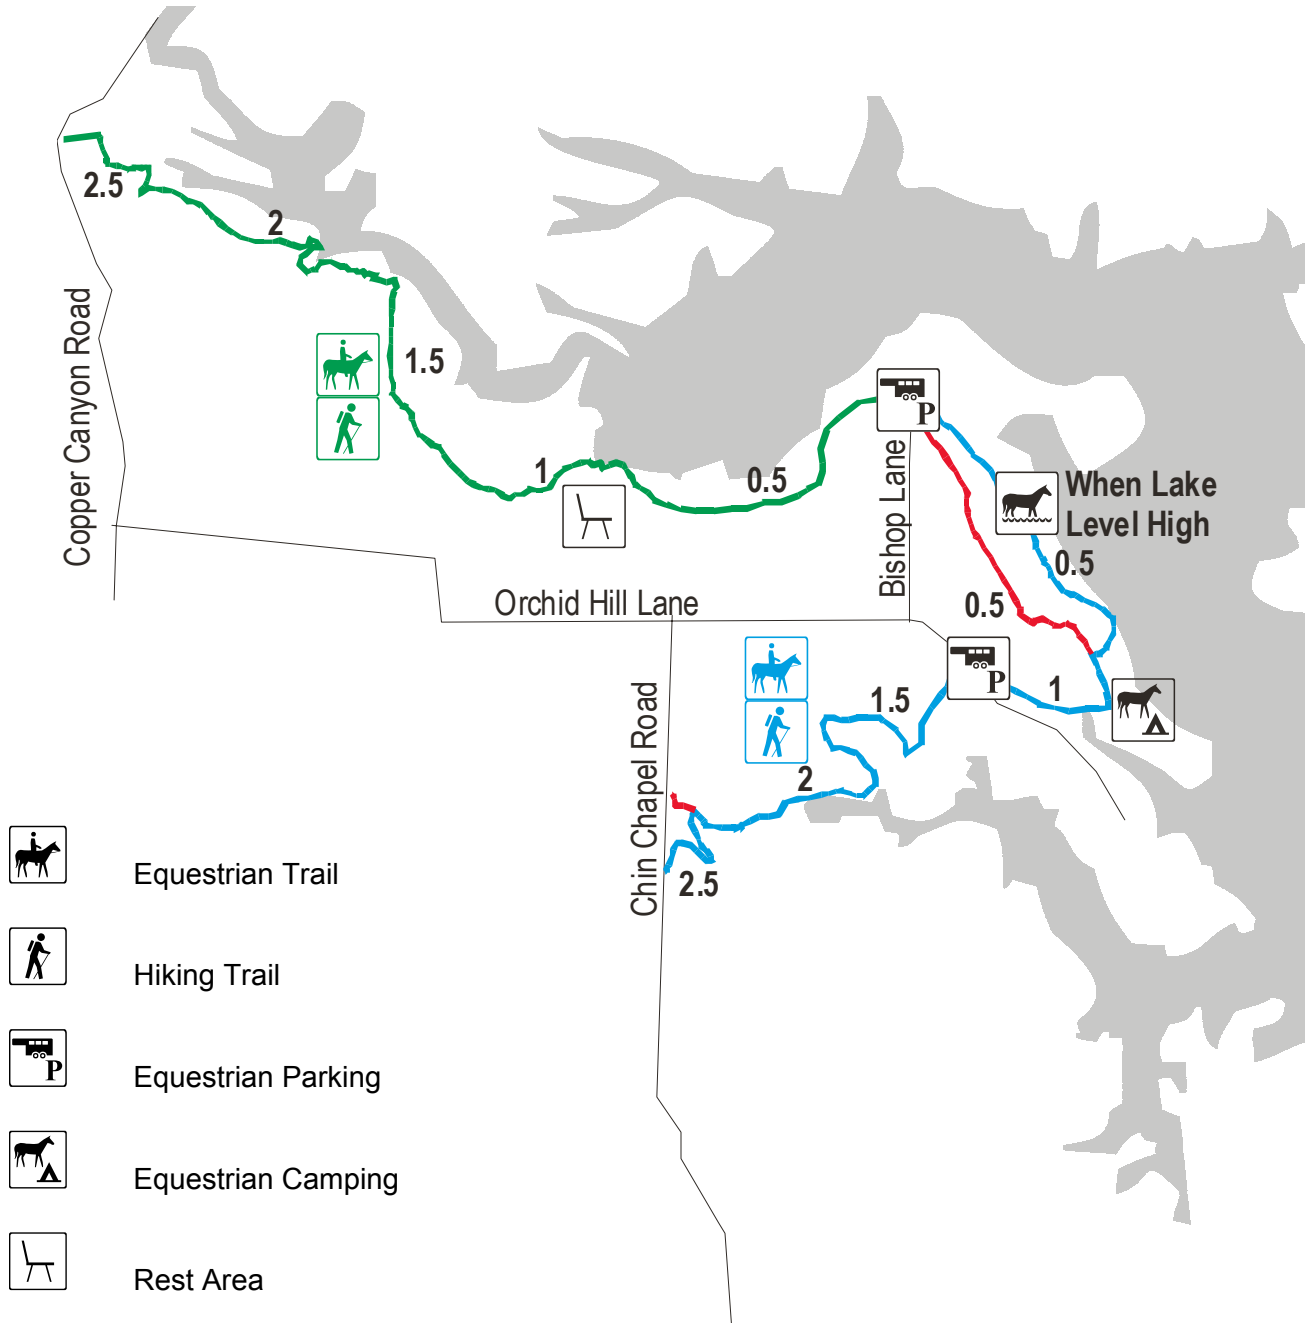 2.5
2
Copper Canyon Road
1.5
1
0.5
P
Bishop Lane
When Lake
Level High
0.5
0.5
Orchid Hill Lane
P
1
1.5
Chin Chapel Road
2
2.5
Equestrian Trail
Hiking Trail
P
Equestrian Parking
Equestrian Camping
Rest Area